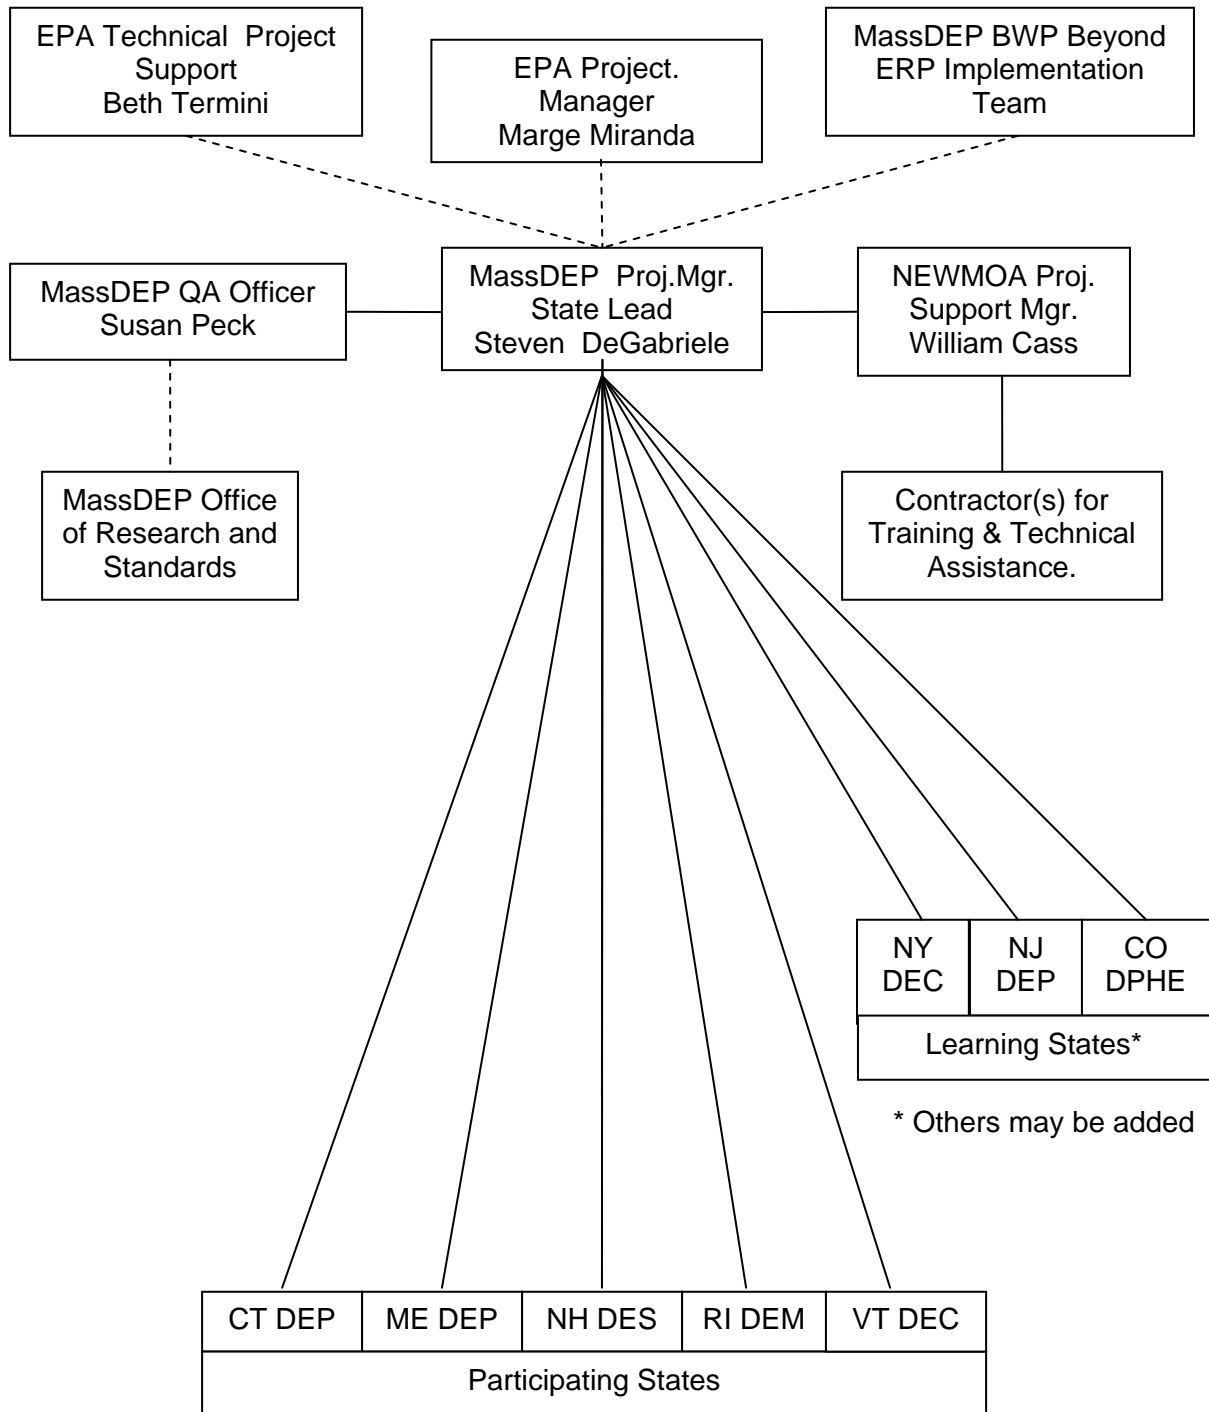 EPA Technical Project
Support
Beth Termini
EPA Project.
Manager
Marge Miranda
MassDEP BWP Beyond
ERP Implementation
Team
MassDEP QA Officer
Susan Peck
MassDEP Proj.Mgr.
State Lead
Steven DeGabriele
NEWMOA Proj.
Support Mgr.
William Cass
MassDEP Office
of Research and
Standards
Contractor(s) for
Training & Technical
Assistance.
NY
DEC
NJ
DEP
CO
DPHE
Learning States*
* Others may be added
CT DEP
ME DEP
NH DES
RI DEM
VT DEC
Participating States